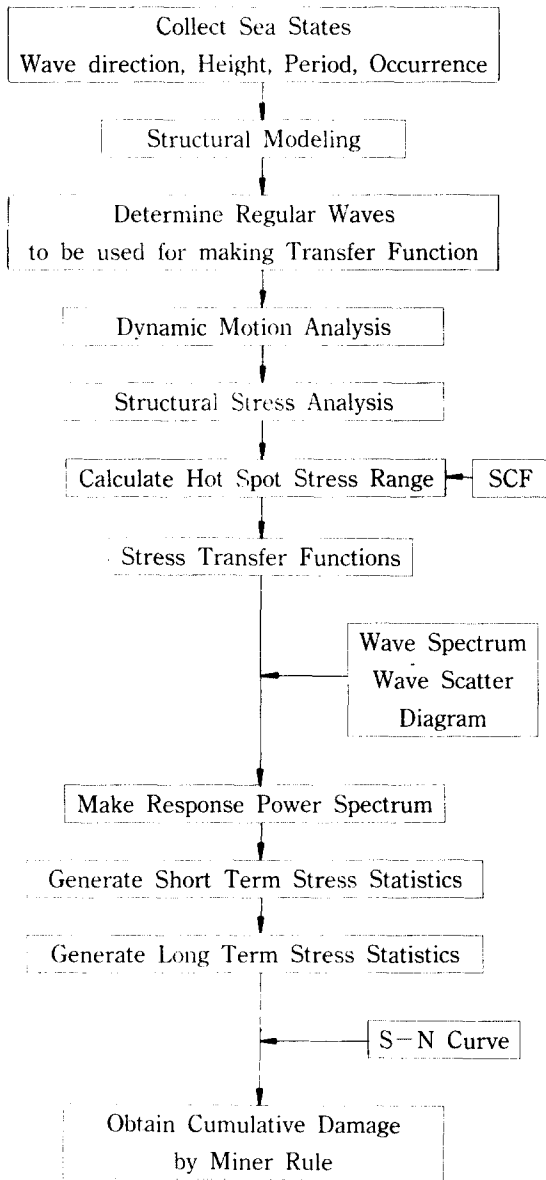 Collect Sea States
Wave direction, Height, Period, Occurrence
Structural Modeling
Determine Regular Waves
to be used for making Transfer Function
Dynamic Motion Analysis
Structural Stress Analysis
Calculate Hot Spot Stress Range
SCF
Stress Transfer Functions
Wave Spectrum
Wave Scatter
Diagram
Make Response Power Spectrum
Generate Short Term Stress Statistics
Generate Long Term Stress Statistics
S-N Curve
Obtain Cumulative Damage
by Miner Rule